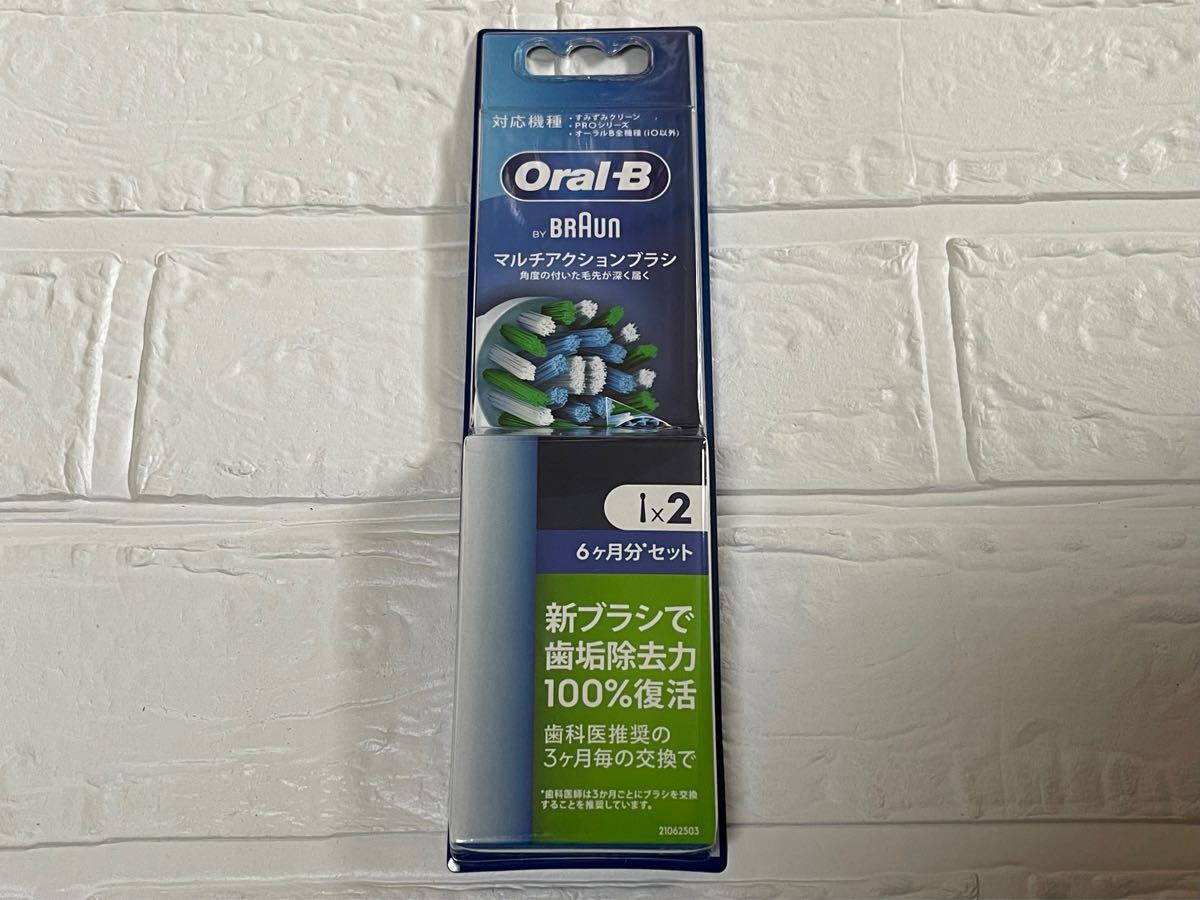 対応機種
・すみずみクリーン
・PROシリーズ
・オーラルB全機種(iO以外)
Oral-B
BY BRAUN
マルチアクションブラシ
角度の付いた毛先が深く届く
x2
6ヶ月分*セット
新ブラシで
歯垢除去力
100%復活
歯科医推奨の
3ヶ月毎の交換で
*歯科医師は3か月ごとにブラシを交換
することを推奨しています。
21062503